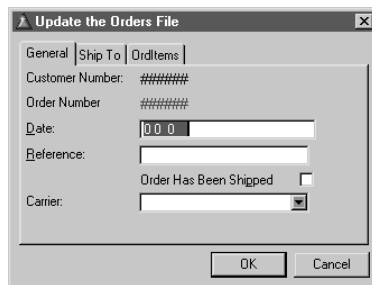 Update the Orders File
General Ship To OrdItems
Customer Number: #######
Order Number #######
Date: 0 0 0
Reference:
Order Has Been Shipped
Carrier:
OK Cancel